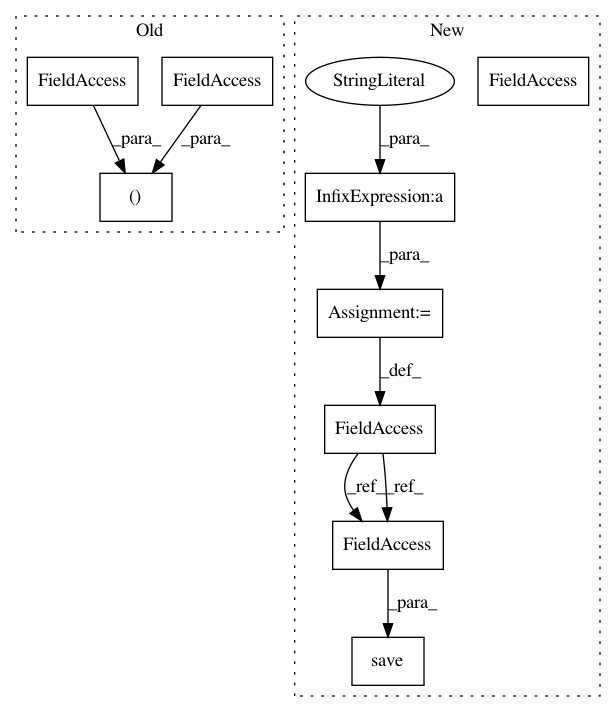 Old
New
FieldAccess
FieldAccess
StringLiteral
FieldAccess
_para_
_para_
_para_
()
InfixExpression:a
_para_
Assignment:=
_def_
FieldAccess
_ref_
_ref_
FieldAccess
_para_
save